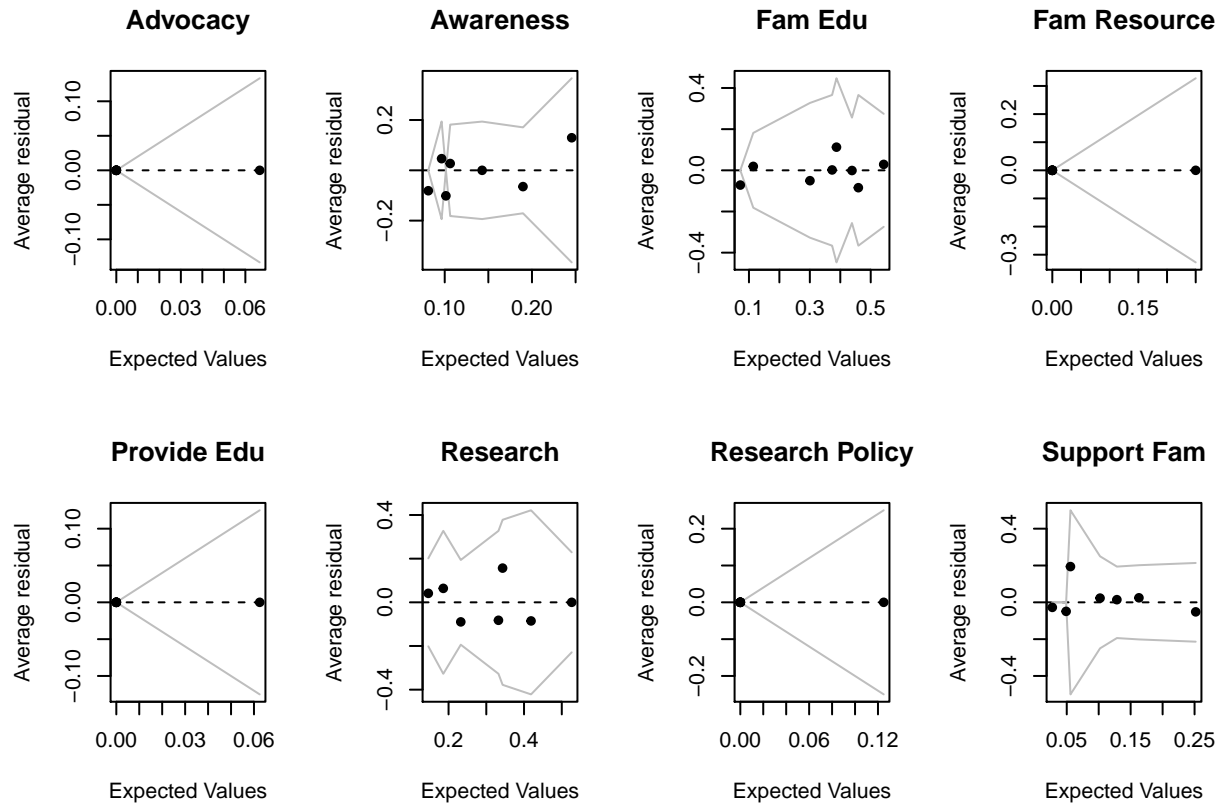 Advocacy
Average residual
0.10
0.00
−0.10
0.00 0.03 0.06
Expected Values
Awareness
Average residual
0.2
−0.2
0.10 0.20
Expected Values
Fam Edu
Average residual
0.4
0.0
−0.4
0.1 0.3 0.5
Expected Values
Fam Resource
Average residual
0.2
0.0
−0.3
0.00 0.15
Expected Values
Provide Edu
Average residual
0.10
0.00
−0.10
0.00 0.03 0.06
Expected Values
Research
Average residual
0.4
0.0
−0.4
0.2 0.4
Expected Values
Research Policy
Average residual
0.2
0.0
−0.2
0.00 0.06 0.12
Expected Values
Support Fam
Average residual
0.4
0.0
−0.4
0.05 0.15 0.25
Expected Values